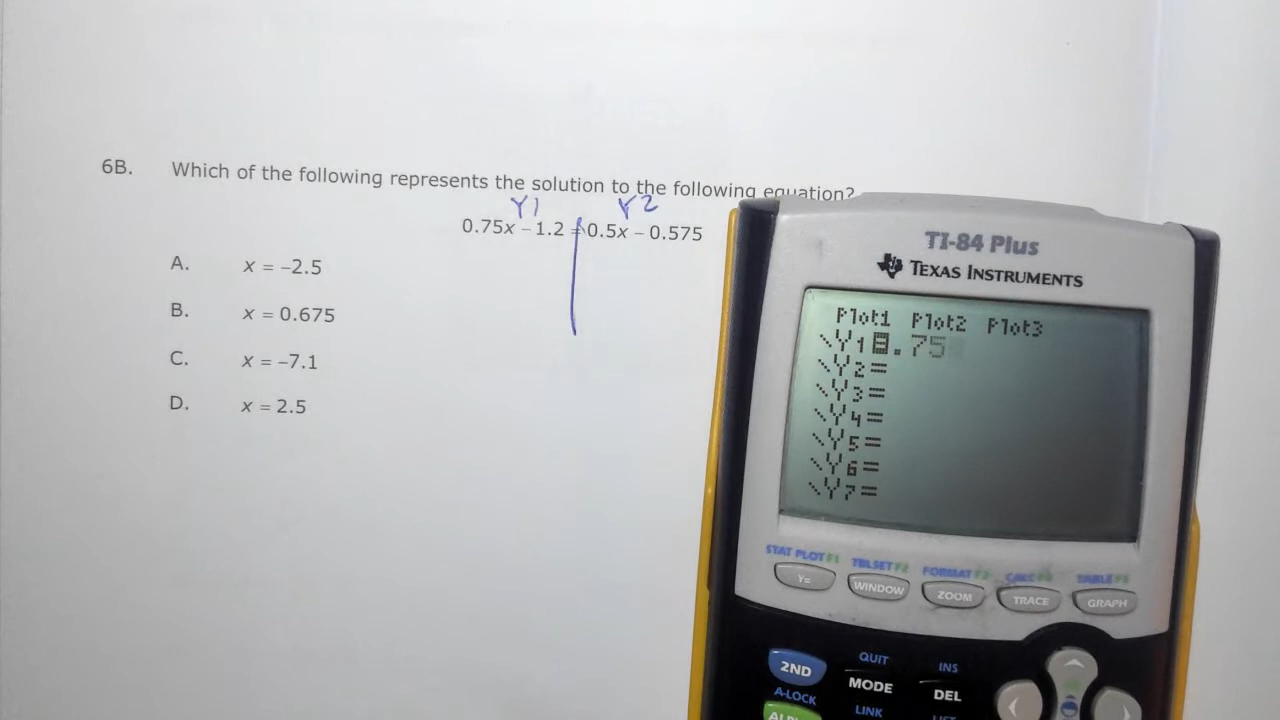 6B. Which of the following represents the solution to the following equation?
Y1 Y2
0.75x – 1.2 = 0.5x – 0.575
A. x = –2.5
B. x = 0.675
C. x = –7.1
D. x = 2.5
TI-84 Plus
TEXAS INSTRUMENTS
Plot1 Plot2 Plot3
\Y1=.75
\Y2=
\Y3=
\Y4=
\Y5=
\Y6=
\Y7=
STAT PLOT F1 TBLSET F2 FORMAT F3 CALC F4 TABLE F5
Y= WINDOW ZOOM TRACE GRAPH
QUIT INS
2ND MODE DEL
A-LOCK LINK